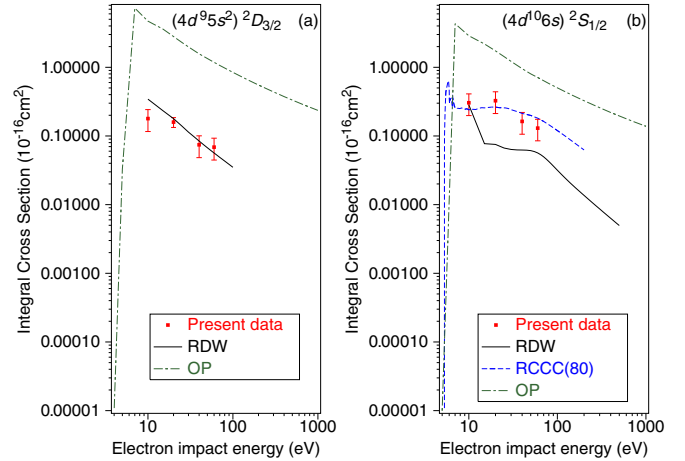 (4d⁹5s²) ²D₃/₂ (a)
Integral Cross Section (10⁻¹⁶cm²)
1.00000
0.10000
0.01000
0.00100
0.00010
0.00001
Present data
RDW
OP
10 100 1000
Electron impact energy (eV)
(4d¹⁰6s) ²S₁/₂ (b)
Integral Cross Section (10⁻¹⁶cm²)
1.00000
0.10000
0.01000
0.00100
0.00010
0.00001
Present data
RDW
RCCC(80)
OP
10 100 1000
Electron impact energy (eV)